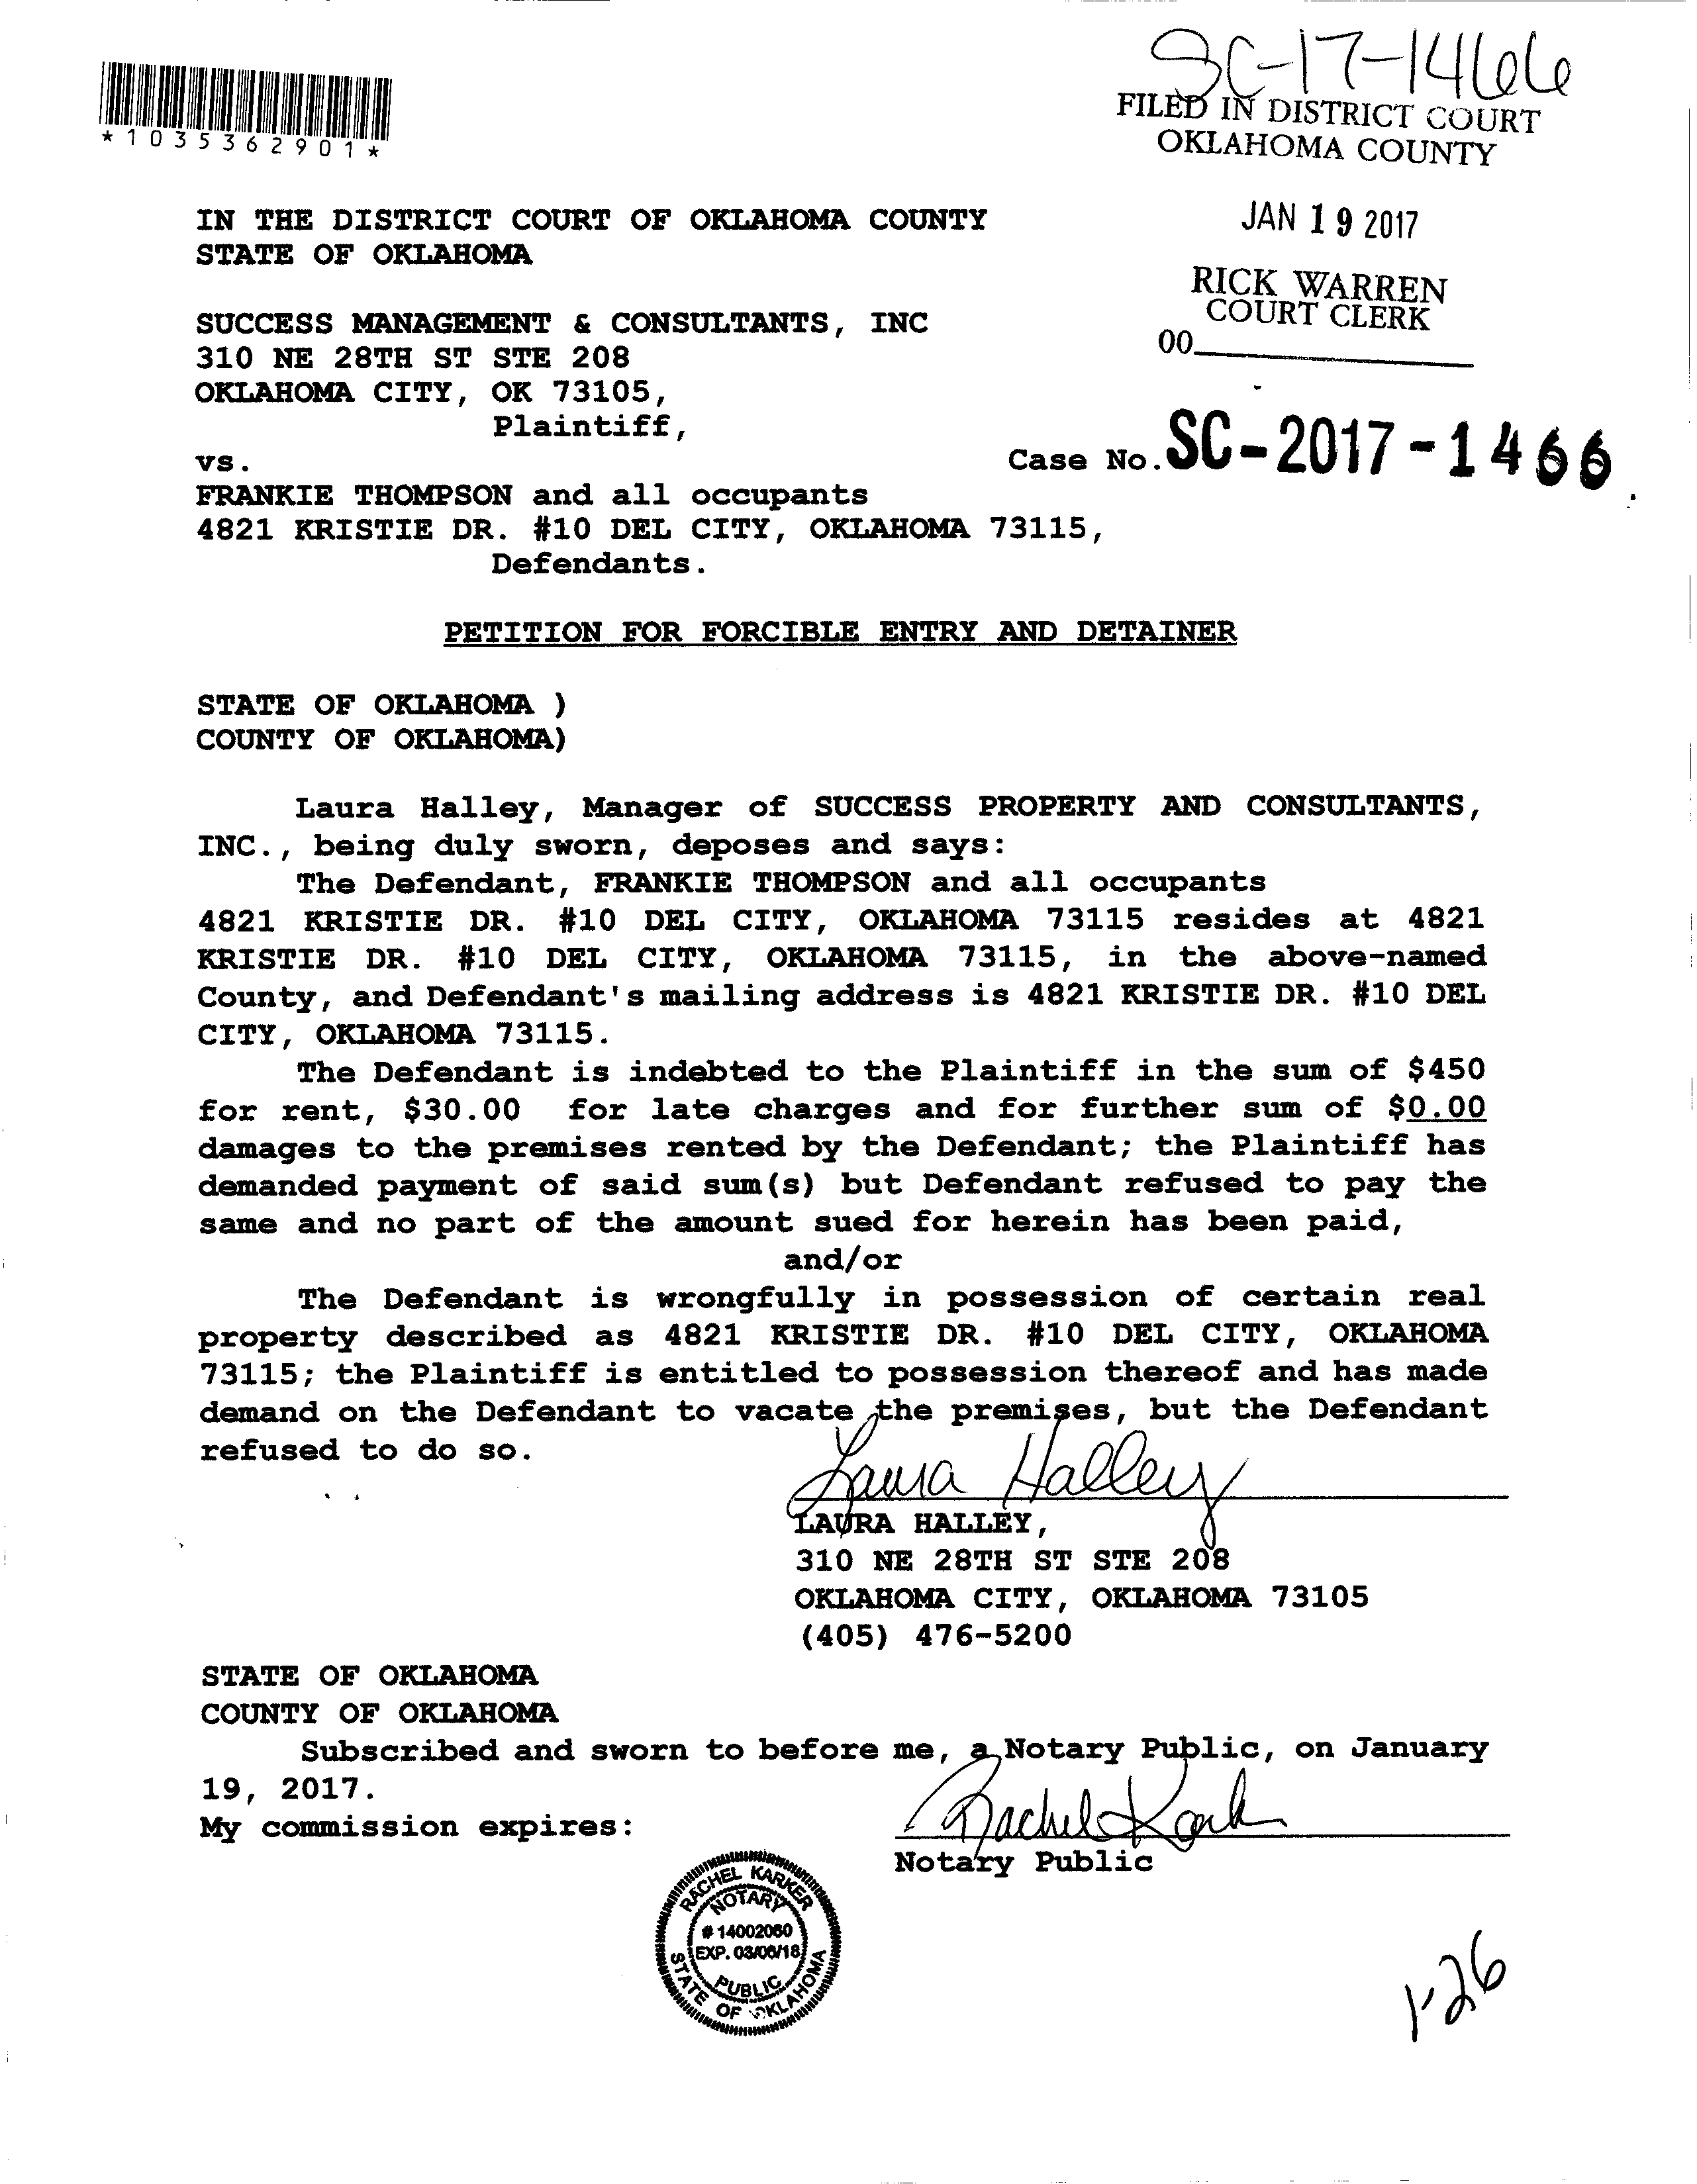 SC-17-1466
FILED IN DISTRICT COURT
OKLAHOMA COUNTY
*1035362901*
JAN 19 2017
RICK WARREN
COURT CLERK
00
IN THE DISTRICT COURT OF OKLAHOMA COUNTY
STATE OF OKLAHOMA
SUCCESS MANAGEMENT & CONSULTANTS, INC
310 NE 28TH ST STE 208
OKLAHOMA CITY, OK 73105,
Plaintiff,
vs.
Case No. SC-2017-1466
FRANKIE THOMPSON and all occupants
4821 KRISTIE DR. #10 DEL CITY, OKLAHOMA 73115,
Defendants.
PETITION FOR FORCIBLE ENTRY AND DETAINER
STATE OF OKLAHOMA )
COUNTY OF OKLAHOMA)
Laura Halley, Manager of SUCCESS PROPERTY AND CONSULTANTS,
INC., being duly sworn, deposes and says:
The Defendant, FRANKIE THOMPSON and all occupants
4821 KRISTIE DR. #10 DEL CITY, OKLAHOMA 73115 resides at 4821
KRISTIE DR. #10 DEL CITY, OKLAHOMA 73115, in the above-named
County, and Defendant's mailing address is 4821 KRISTIE DR. #10 DEL
CITY, OKLAHOMA 73115.
The Defendant is indebted to the Plaintiff in the sum of $450
for rent, $30.00 for late charges and for further sum of $0.00
damages to the premises rented by the Defendant; the Plaintiff has
demanded payment of said sum(s) but Defendant refused to pay the
same and no part of the amount sued for herein has been paid,
and/or
The Defendant is wrongfully in possession of certain real
property described as 4821 KRISTIE DR. #10 DEL CITY, OKLAHOMA
73115; the Plaintiff is entitled to possession thereof and has made
demand on the Defendant to vacate the premises, but the Defendant
refused to do so.
Laura Halley
LAURA HALLEY,
310 NE 28TH ST STE 208
OKLAHOMA CITY, OKLAHOMA 73105
(405) 476-5200
STATE OF OKLAHOMA
COUNTY OF OKLAHOMA
Subscribed and sworn to before me, a Notary Public, on January
19, 2017.
My commission expires:
Notary Public
RACHEL KARKER
NOTARY
# 14002060
EXP. 03/06/18
PUBLIC
STATE OF OKLAHOMA
1-26